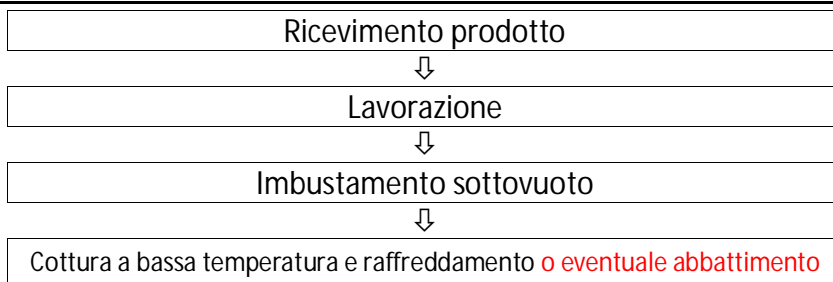 Ricevimento prodotto
⇩
Lavorazione
⇩
Imbustamento sottovuoto
⇩
Cottura a bassa temperatura e raffreddamento o eventuale abbattimento